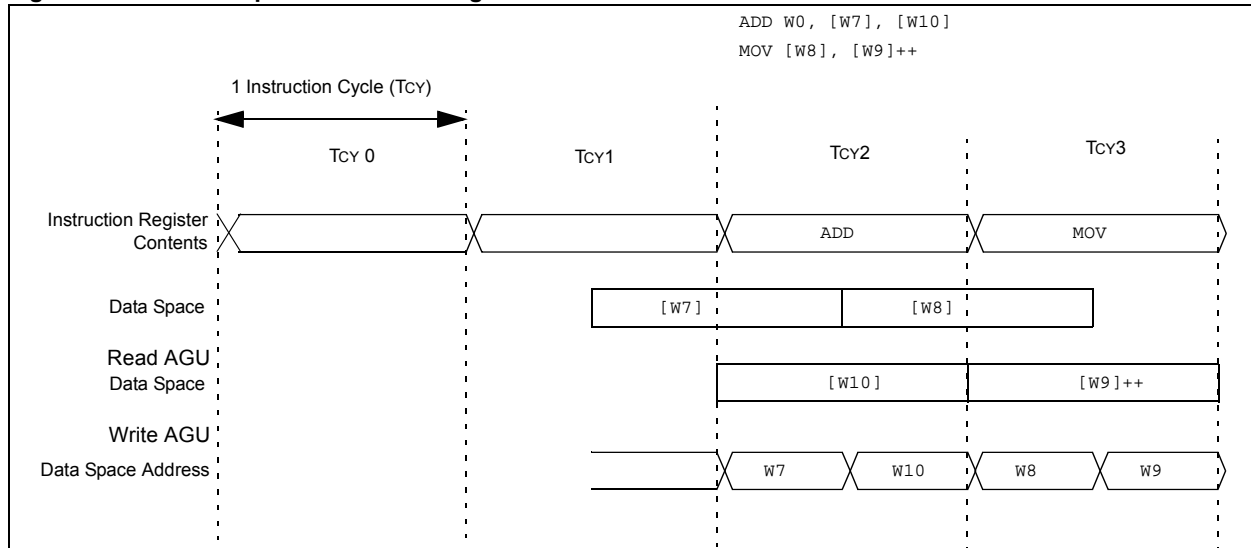 ADD W0, [W7], [W10]
MOV [W8], [W9]++
1 Instruction Cycle (TCY)
TCY 0 TCY1 TCY2 TCY3
Instruction Register
Contents
ADD MOV
Data Space [W7] [W8]
Read AGU
Data Space [W10] [W9]++
Write AGU
Data Space Address W7 W10 W8 W9